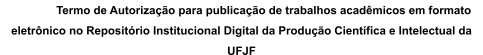 Termo de Autorização para publicação de trabalhos acadêmicos em formato
eletrônico no Repositório Institucional Digital da Produção Científica e Intelectual da
UFJF